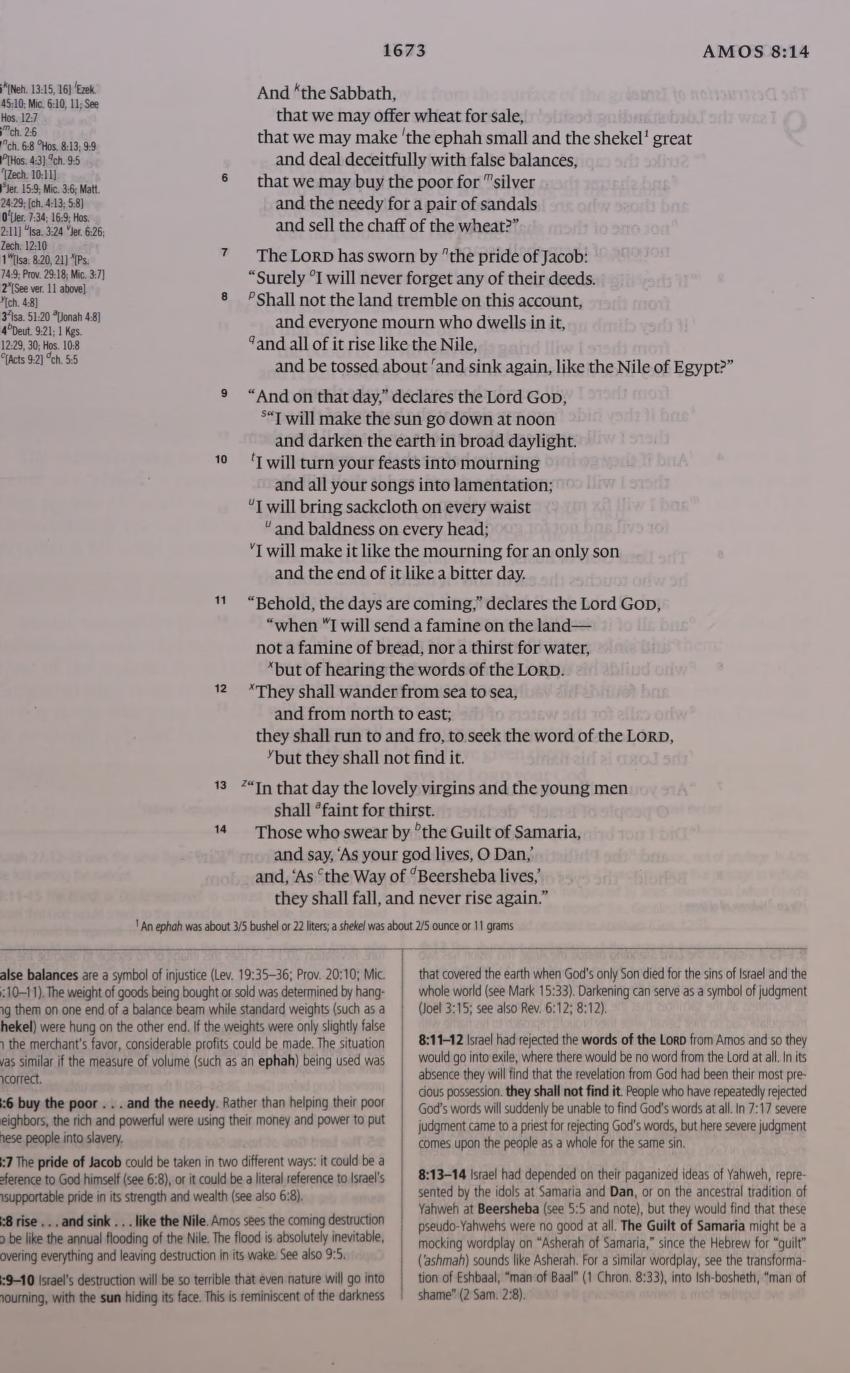 1673
AMOS 8:14
[Neh. 13:15, 16] l Ezek.
45:10; Mic. 6:10, 11; See
Hos. 12:7
m ch. 2:6
n ch. 6:8 o Hos. 8:13; 9:9
p [Hos. 4:3] q ch. 9:5
r [Zech. 10:11]
s Jer. 15:9; Mic. 3:6; Matt.
24:29; [ch. 4:13; 5:8]
0 t [Jer. 7:34; 16:9; Hos.
2:11] u Isa. 3:24 v Jer. 6:26;
Zech. 12:10
1 w [Isa. 8:20, 21] x [Ps.
74:9; Prov. 29:18; Mic. 3:7]
2 x [See ver. 11 above]
y [ch. 4:8]
3 z Isa. 51:20 a [Jonah 4:8]
4 b Deut. 9:21; 1 Kgs.
12:29, 30; Hos. 10:8
c [Acts 9:2] d ch. 5:5
And k the Sabbath,
that we may offer wheat for sale,
that we may make l the ephah small and the shekel1 great
and deal deceitfully with false balances,
6 that we may buy the poor for m silver
and the needy for a pair of sandals
and sell the chaff of the wheat?”
7 The LORD has sworn by n the pride of Jacob:
“Surely o I will never forget any of their deeds.
8 p Shall not the land tremble on this account,
and everyone mourn who dwells in it,
q and all of it rise like the Nile,
and be tossed about r and sink again, like the Nile of Egypt?”
9 “And on that day,” declares the Lord GOD,
s “I will make the sun go down at noon
and darken the earth in broad daylight.
10 t I will turn your feasts into mourning
and all your songs into lamentation;
u I will bring sackcloth on every waist
u and baldness on every head;
v I will make it like the mourning for an only son
and the end of it like a bitter day.
11 “Behold, the days are coming,” declares the Lord GOD,
“when w I will send a famine on the land—
not a famine of bread, nor a thirst for water,
x but of hearing the words of the LORD.
12 x They shall wander from sea to sea,
and from north to east;
they shall run to and fro, to seek the word of the LORD,
y but they shall not find it.
13 z “In that day the lovely virgins and the young men
shall a faint for thirst.
14 Those who swear by b the Guilt of Samaria,
and say, ‘As your god lives, O Dan,’
and, ‘As c the Way of d Beersheba lives,’
they shall fall, and never rise again.”
1 An ephah was about 3/5 bushel or 22 liters; a shekel was about 2/5 ounce or 11 grams
alse balances are a symbol of injustice (Lev. 19:35–36; Prov. 20:10; Mic.
:10–11). The weight of goods being bought or sold was determined by hang-
ng them on one end of a balance beam while standard weights (such as a
hekel) were hung on the other end. If the weights were only slightly false
n the merchant's favor, considerable profits could be made. The situation
vas similar if the measure of volume (such as an ephah) being used was
ncorrect.
:6 buy the poor . . . and the needy. Rather than helping their poor
eighbors, the rich and powerful were using their money and power to put
hese people into slavery.
:7 The pride of Jacob could be taken in two different ways: it could be a
eference to God himself (see 6:8), or it could be a literal reference to Israel's
nsupportable pride in its strength and wealth (see also 6:8).
:8 rise . . . and sink . . . like the Nile. Amos sees the coming destruction
o be like the annual flooding of the Nile. The flood is absolutely inevitable,
overing everything and leaving destruction in its wake. See also 9:5.
:9–10 Israel's destruction will be so terrible that even nature will go into
nourning, with the sun hiding its face. This is reminiscent of the darkness
that covered the earth when God's only Son died for the sins of Israel and the
whole world (see Mark 15:33). Darkening can serve as a symbol of judgment
(Joel 3:15; see also Rev. 6:12; 8:12).
8:11–12 Israel had rejected the words of the LORD from Amos and so they
would go into exile, where there would be no word from the Lord at all. In its
absence they will find that the revelation from God had been their most pre-
cious possession. they shall not find it. People who have repeatedly rejected
God's words will suddenly be unable to find God's words at all. In 7:17 severe
judgment came to a priest for rejecting God's words, but here severe judgment
comes upon the people as a whole for the same sin.
8:13–14 Israel had depended on their paganized ideas of Yahweh, repre-
sented by the idols at Samaria and Dan, or on the ancestral tradition of
Yahweh at Beersheba (see 5:5 and note), but they would find that these
pseudo-Yahwehs were no good at all. The Guilt of Samaria might be a
mocking wordplay on “Asherah of Samaria,” since the Hebrew for “guilt”
(’ashmah) sounds like Asherah. For a similar wordplay, see the transforma-
tion of Eshbaal, “man of Baal” (1 Chron. 8:33), into Ish-bosheth, “man of
shame” (2 Sam. 2:8).